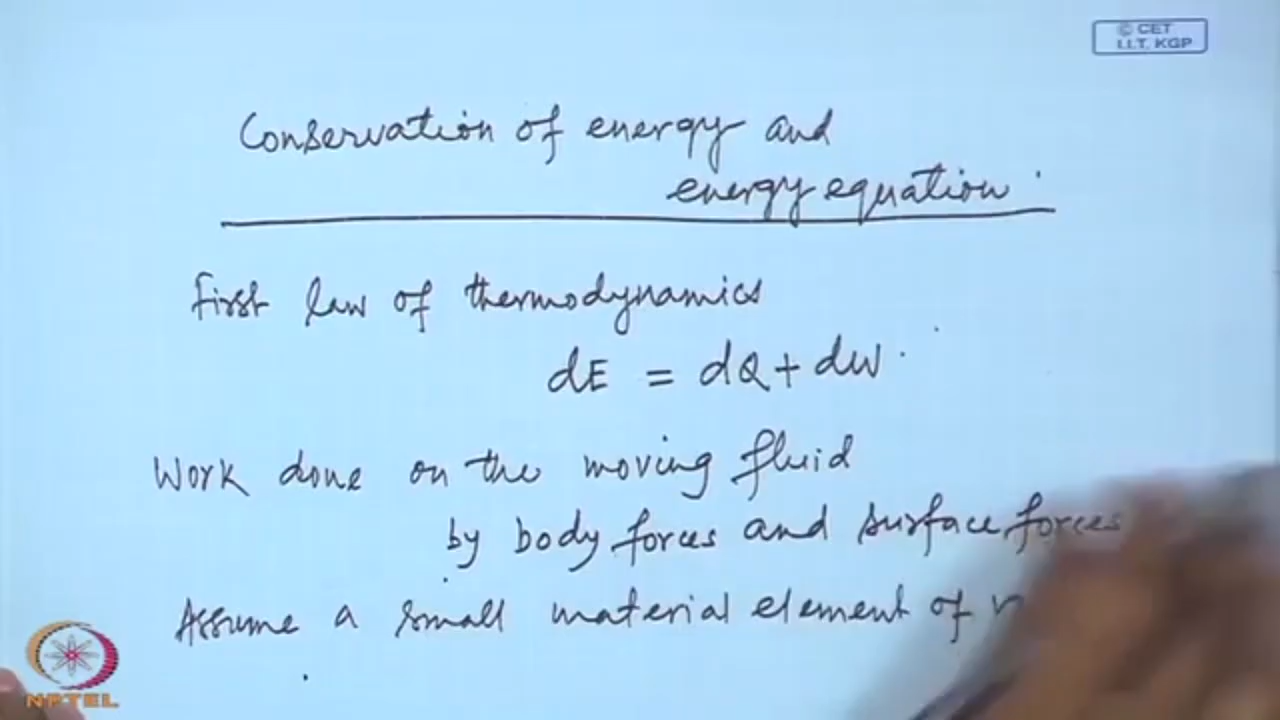 © CET
I.I.T. KGP
Conservation of energy and
energy equation.
First law of thermodynamics
dE = dQ + dW.
Work done on the moving fluid
by body forces and surface forces
Assume a small material element of
NPTEL